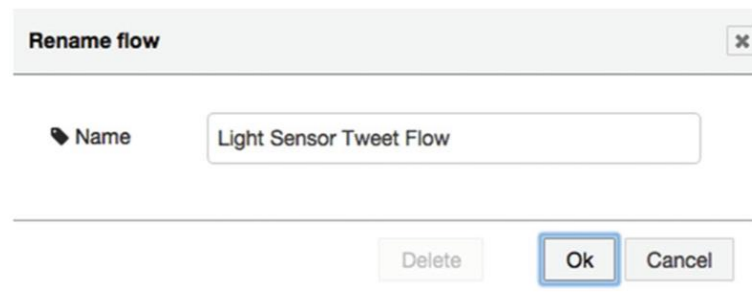 Rename flow
Name
Light Sensor Tweet Flow
Delete
Ok
Cancel